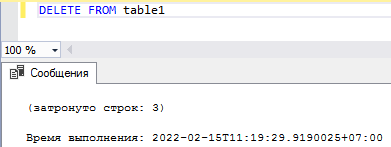 DELETE FROM table1
100 %
Сообщения
(затронуто строк: 3)
Время выполнения: 2022-02-15T11:19:29.9190025+07:00